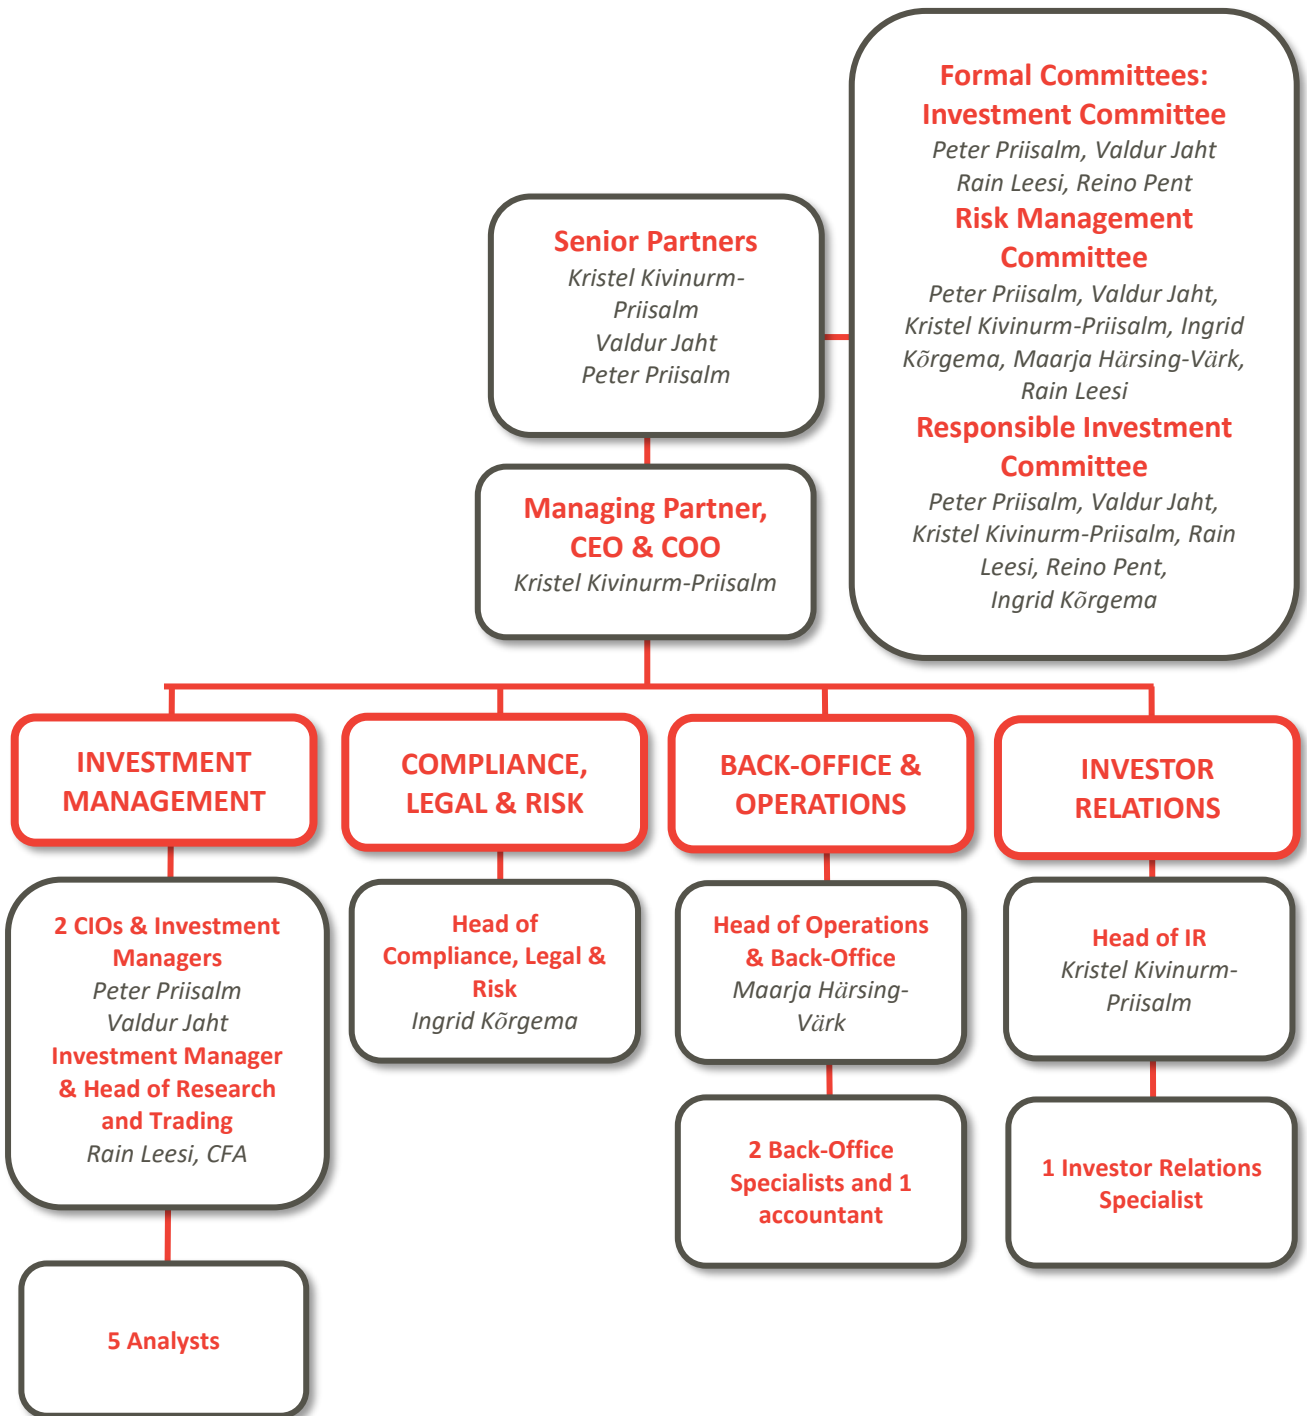 Formal Committees:
Investment Committee
Peter Priisalm, Valdur Jaht
Rain Leesi, Reino Pent
Risk Management
Committee
Peter Priisalm, Valdur Jaht,
Kristel Kivinurm-Priisalm, Ingrid
Kõrgema, Maarja Härsing-Värk,
Rain Leesi
Responsible Investment
Committee
Peter Priisalm, Valdur Jaht,
Kristel Kivinurm-Priisalm, Rain
Leesi, Reino Pent,
Ingrid Kõrgema
Senior Partners
Kristel Kivinurm-
Priisalm
Valdur Jaht
Peter Priisalm
Managing Partner,
CEO & COO
Kristel Kivinurm-Priisalm
INVESTMENT
MANAGEMENT
COMPLIANCE,
LEGAL & RISK
BACK-OFFICE &
OPERATIONS
INVESTOR
RELATIONS
2 CIOs & Investment
Managers
Peter Priisalm
Valdur Jaht
Investment Manager
& Head of Research
and Trading
Rain Leesi, CFA
Head of
Compliance, Legal &
Risk
Ingrid Kõrgema
Head of Operations
& Back-Office
Maarja Härsing-
Värk
Head of IR
Kristel Kivinurm-
Priisalm
2 Back-Office
Specialists and 1
accountant
1 Investor Relations
Specialist
5 Analysts